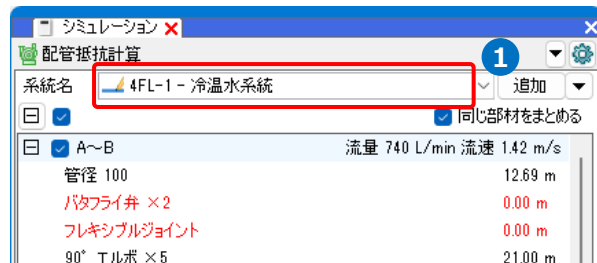 シミュレーション
配管抵抗計算
1
系統名 4FL-1 - 冷温水系統 追加
同じ部材をまとめる
A～B 流量 740 L/min 流速 1.42 m/s
管径 100 12.69 m
バタフライ弁 ×2 0.00 m
フレキシブルジョイント 0.00 m
90° エルボ ×5 21.00 m